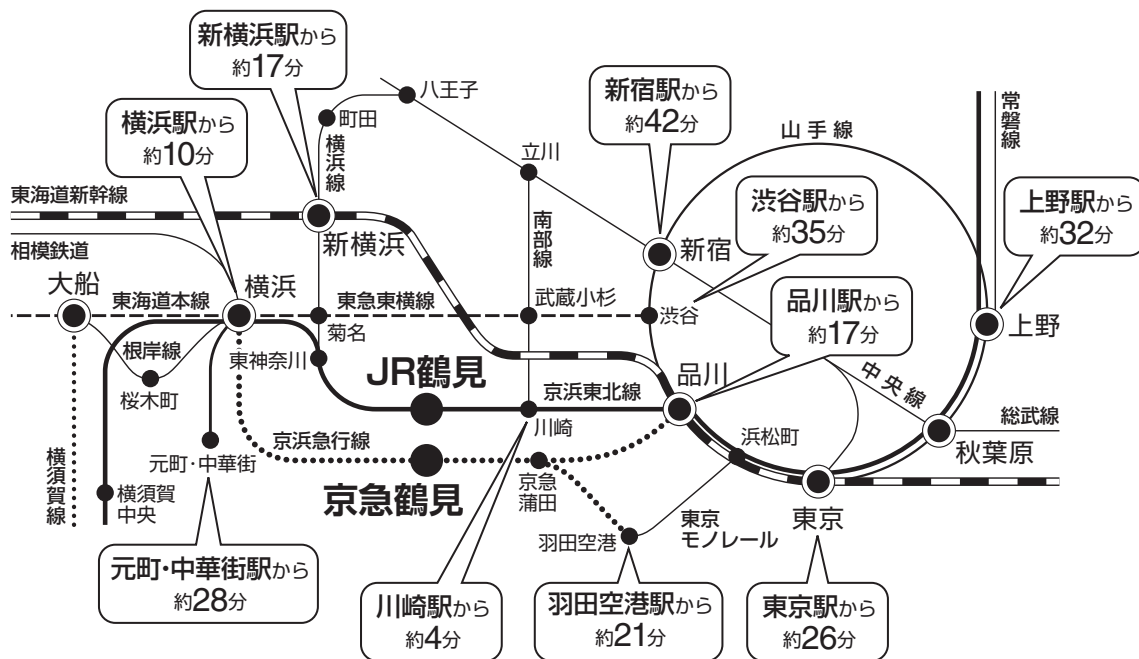 新横浜駅から
約17分
八王子
町田
横浜線
横浜駅から
約10分
新宿駅から
約42分
山手線
常磐線
立川
渋谷駅から
約35分
上野駅から
約32分
東海道新幹線
新横浜
南部線
新宿
相模鉄道
大船
東海道本線
横浜
東急東横線
武蔵小杉
渋谷
品川駅から
約17分
上野
菊名
根岸線
東神奈川
桜木町
JR鶴見
京浜東北線
品川
中央線
川崎
総武線
京浜急行線
浜松町
秋葉原
元町・中華街
横須賀線
横須賀
中央
京急鶴見
京急
蒲田
東京
羽田空港
東京
モノレール
元町・中華街駅から
約28分
川崎駅から
約4分
羽田空港駅から
約21分
東京駅から
約26分